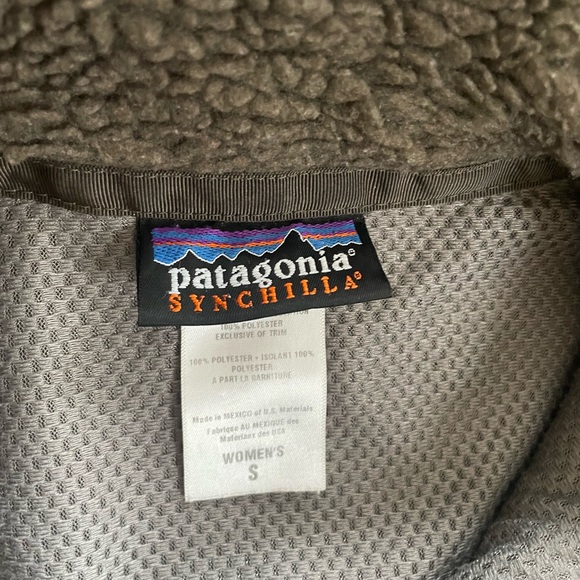 patagonia®
SYNCHILLA®
100% POLYESTER
EXCLUSIVE OF TRIM
100% POLYESTER • ISOLANT 100%
POLYESTER
A PART LA GARNITURE
Made in MEXICO of U.S. Materials
Fabriqué AU MEXIQUE des
Materiaux des USA
WOMEN'S
S